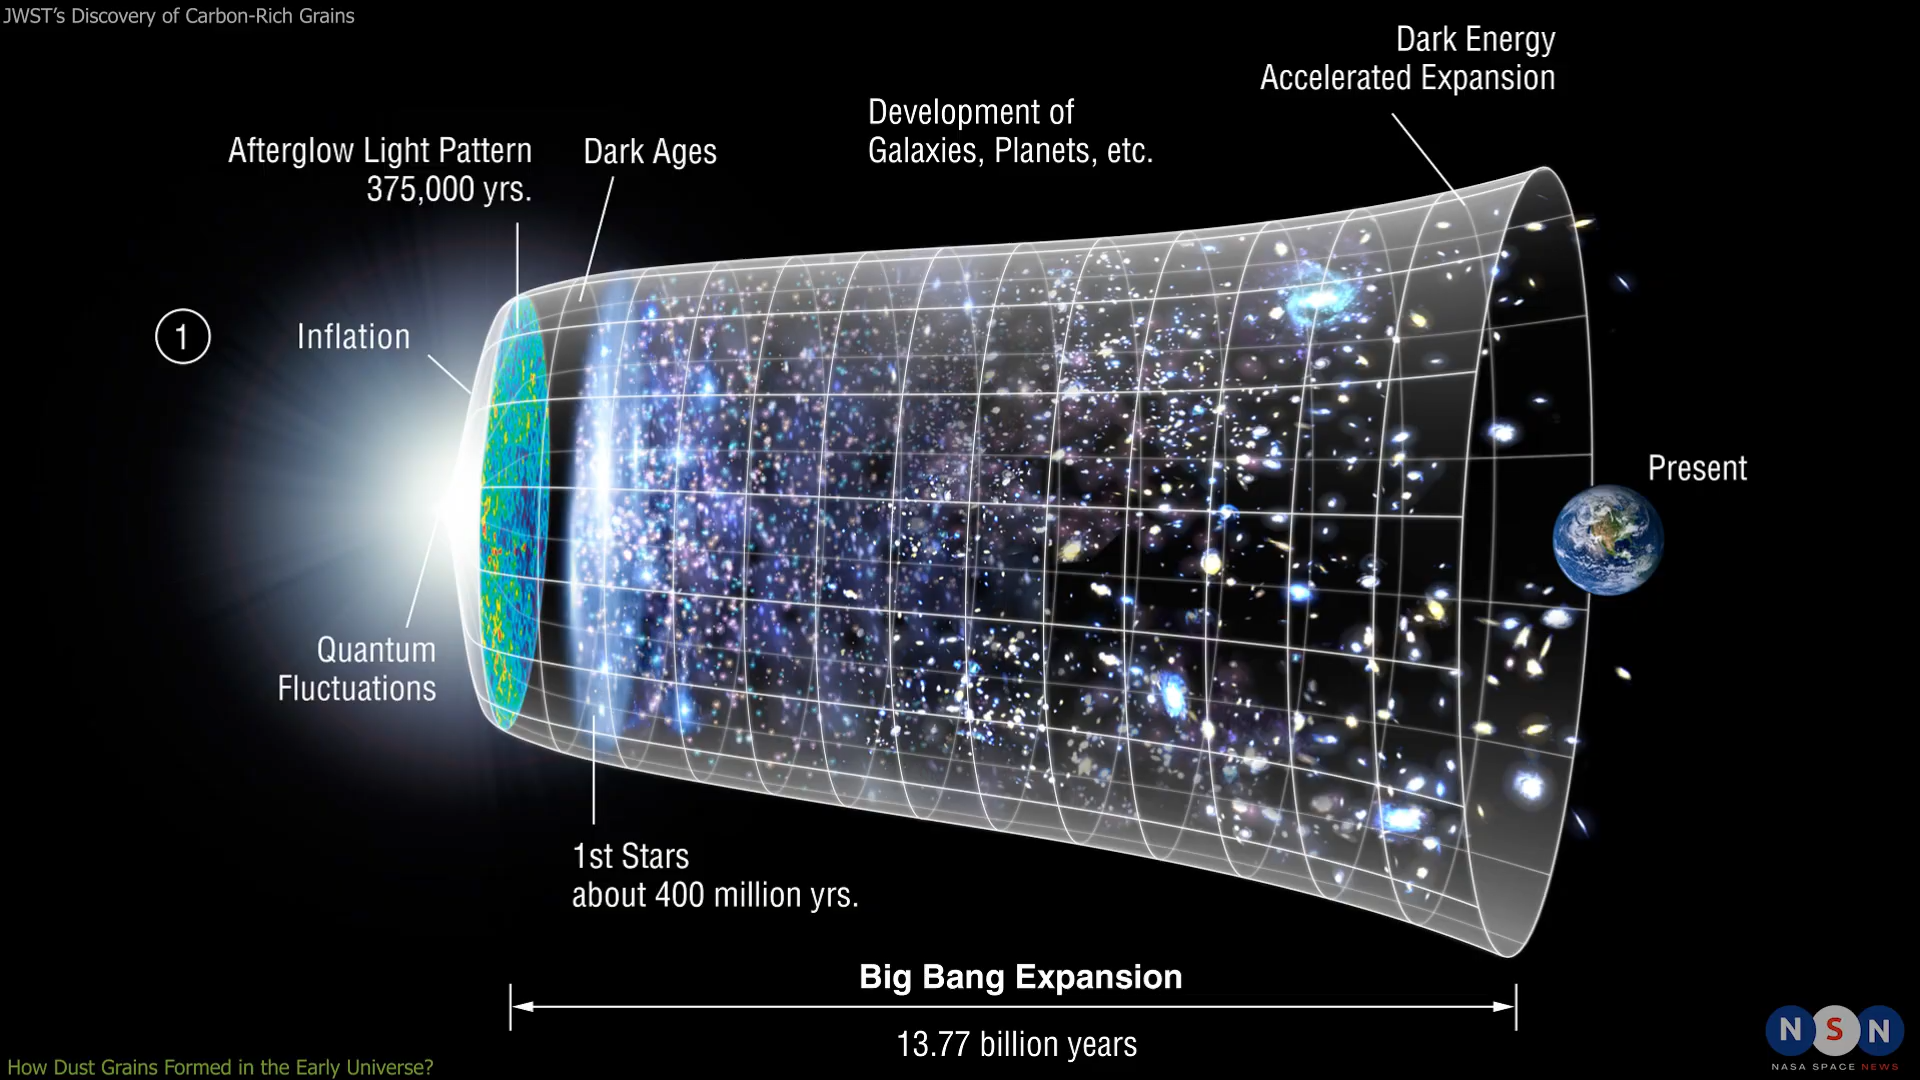 JWST's Discovery of Carbon-Rich Grains
Dark Energy
Accelerated Expansion
Development of
Galaxies, Planets, etc.
Afterglow Light Pattern
375,000 yrs.
Dark Ages
1
Inflation
Present
Quantum
Fluctuations
1st Stars
about 400 million yrs.
Big Bang Expansion
13.77 billion years
NSN
NASA SPACE NEWS
How Dust Grains Formed in the Early Universe?